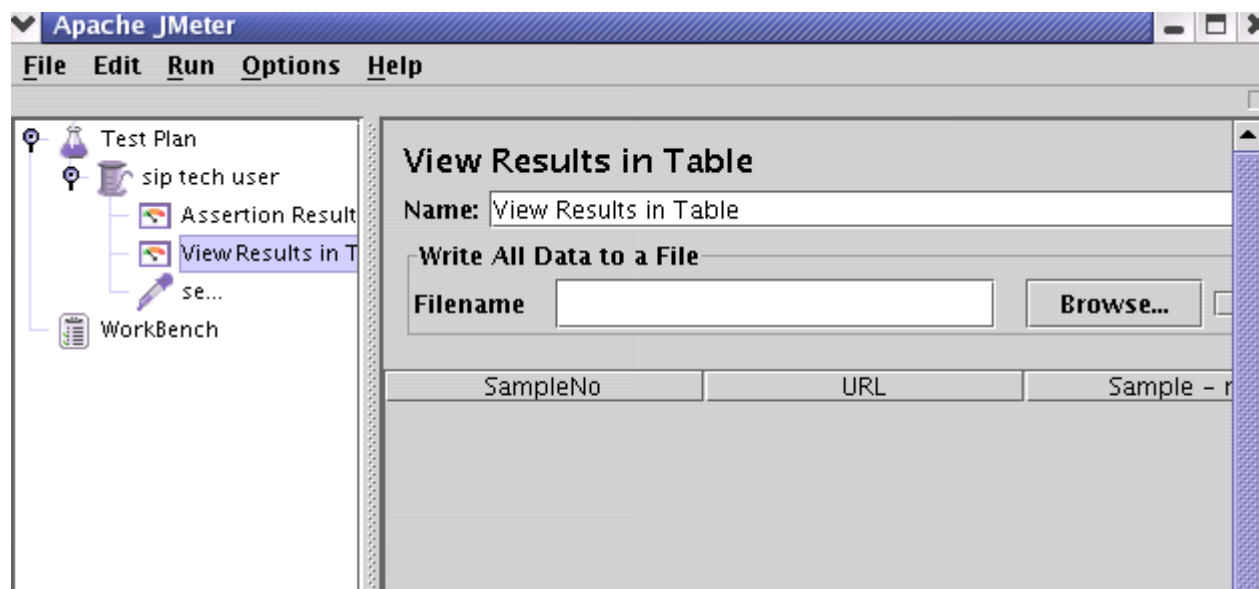 Apache JMeter
File Edit Run Options Help
Test Plan
sip tech user
Assertion Result
View Results in T
se...
WorkBench
View Results in Table
Name: View Results in Table
Write All Data to a File
Filename Browse...
SampleNo URL Sample - r